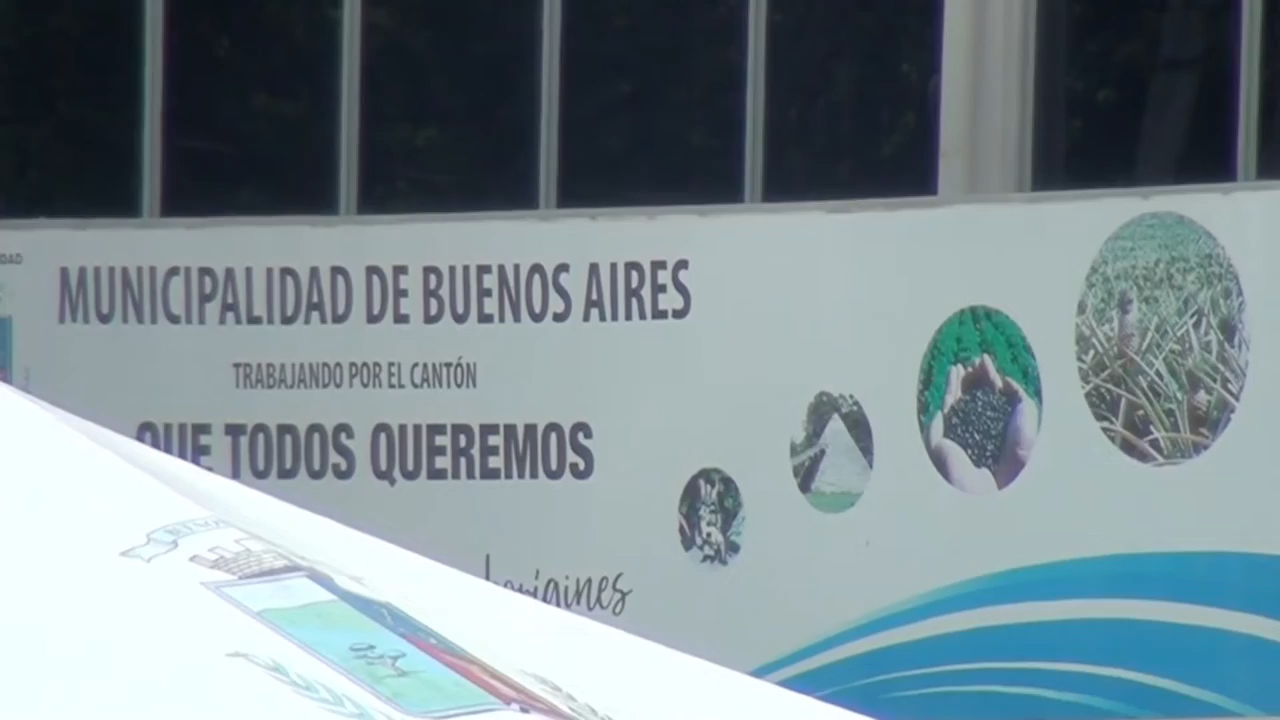 MUNICIPALIDAD DE BUENOS AIRES
TRABAJANDO POR EL CANTÓN
QUE TODOS QUEREMOS